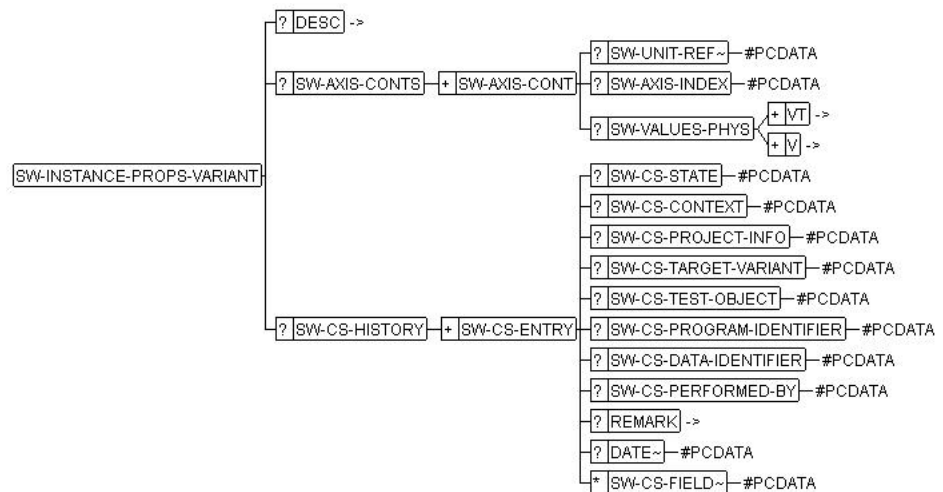 ? DESC ->
? SW-UNIT-REF~ #PCDATA
? SW-AXIS-CONTS + SW-AXIS-CONT ? SW-AXIS-INDEX #PCDATA
+ VT ->
? SW-VALUES-PHYS
+ V ->
SW-INSTANCE-PROPS-VARIANT
? SW-CS-STATE #PCDATA
? SW-CS-CONTEXT #PCDATA
? SW-CS-PROJECT-INFO #PCDATA
? SW-CS-TARGET-VARIANT #PCDATA
? SW-CS-TEST-OBJECT #PCDATA
? SW-CS-HISTORY + SW-CS-ENTRY ? SW-CS-PROGRAM-IDENTIFIER #PCDATA
? SW-CS-DATA-IDENTIFIER #PCDATA
? SW-CS-PERFORMED-BY #PCDATA
? REMARK ->
? DATE~ #PCDATA
* SW-CS-FIELD~ #PCDATA